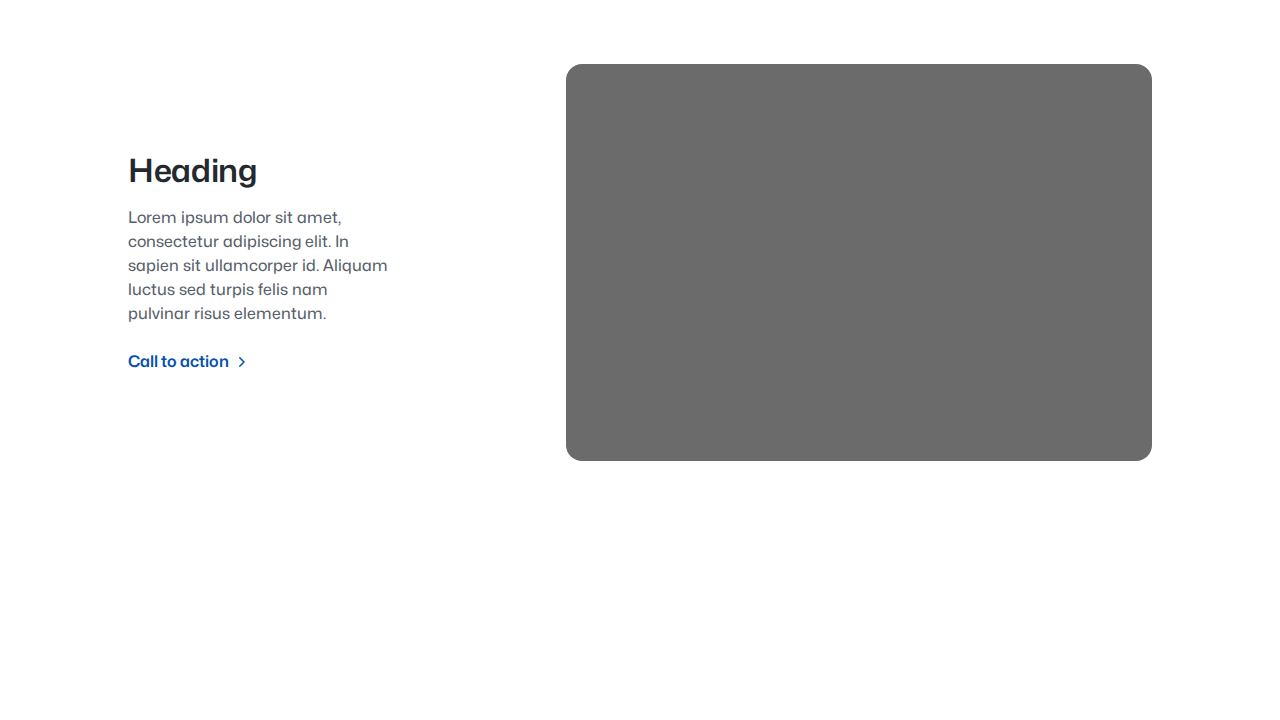 Heading
Lorem ipsum dolor sit amet,
consectetur adipiscing elit. In
sapien sit ullamcorper id. Aliquam
luctus sed turpis felis nam
pulvinar risus elementum.
Call to action